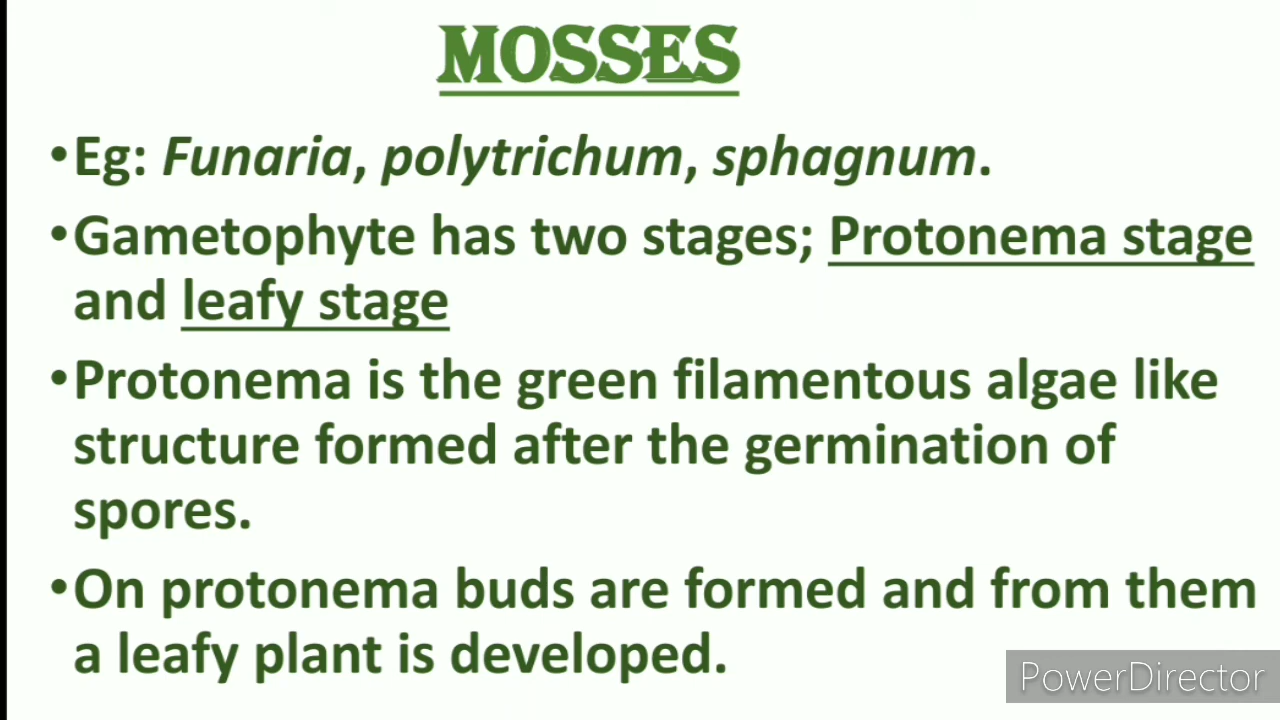 MOSSES
•Eg: Funaria, polytrichum, sphagnum.
•Gametophyte has two stages; Protonema stage
and leafy stage
•Protonema is the green filamentous algae like
structure formed after the germination of
spores.
•On protonema buds are formed and from them
a leafy plant is developed.
PowerDirector